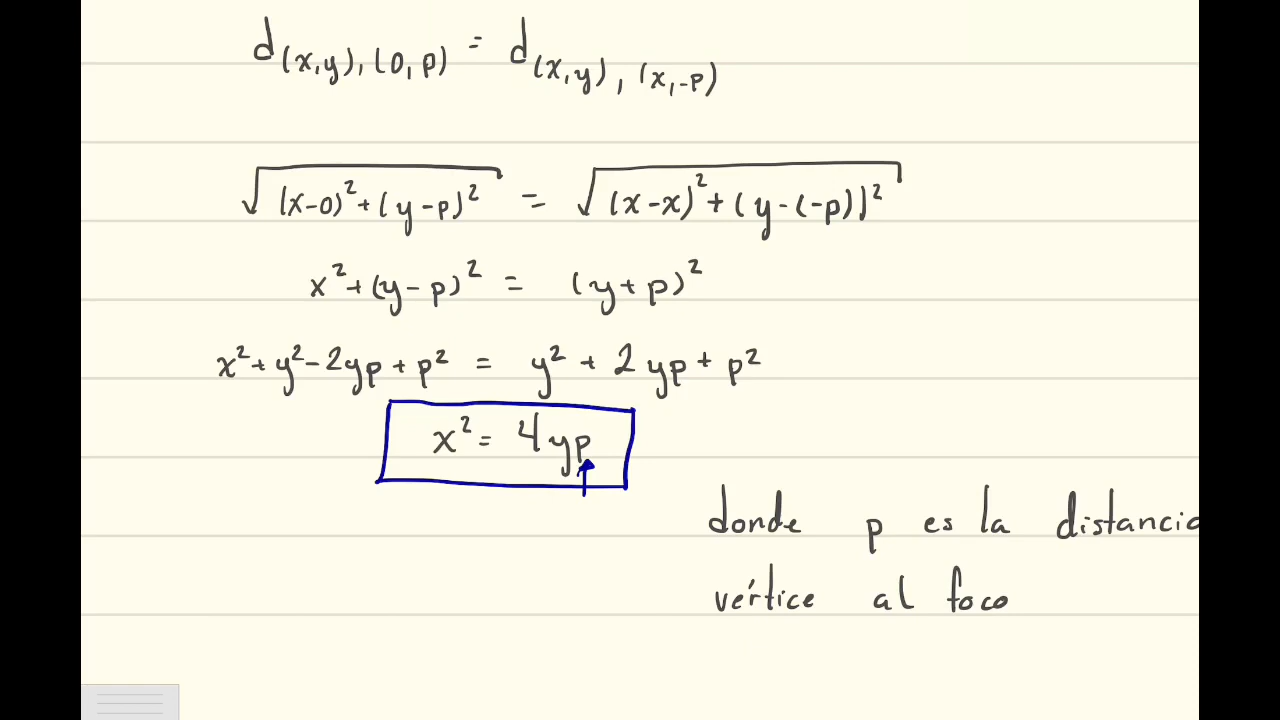 d(x,y),(0,p) = d(x,y),(x,-p)
√(x-0)²+(y-p)² = √(x-x)²+(y-(-p))²
x²+(y-p)² = (y+p)²
x²+y²-2yp+p² = y²+2yp+p²
x²=4yp
donde p es la distancia
vértice al foco